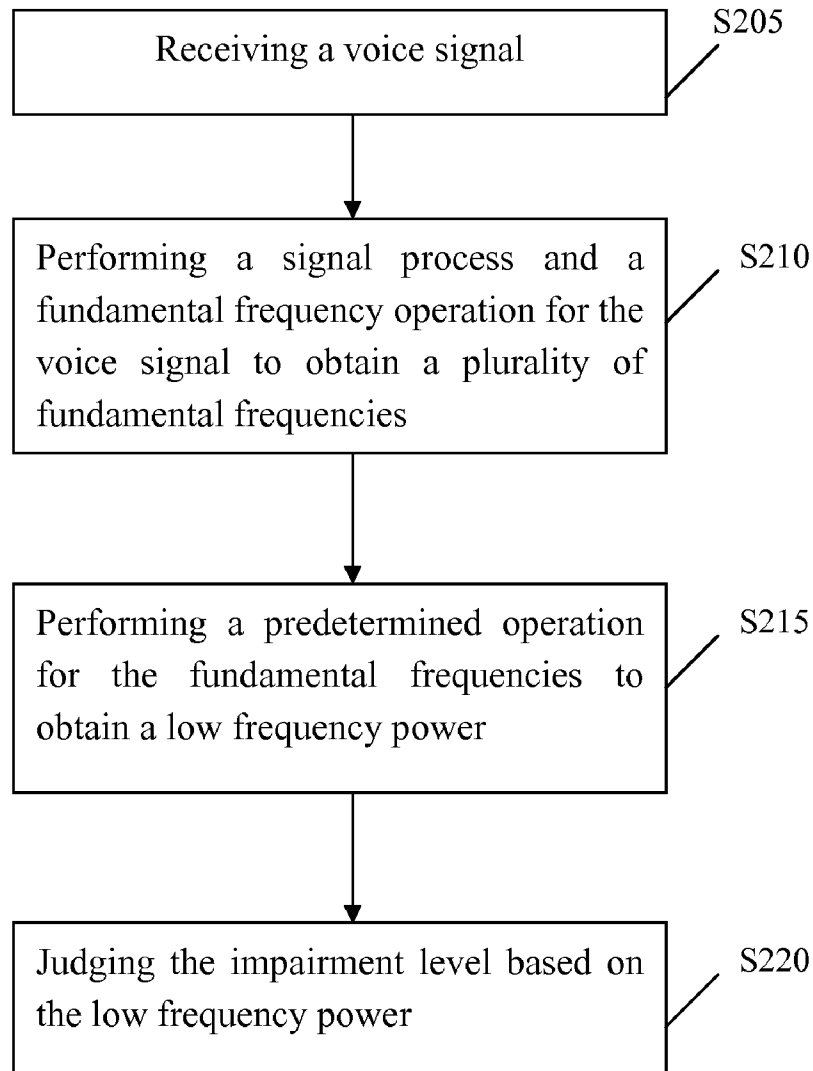 Receiving a voice signal
S205
Performing a signal process and a
fundamental frequency operation for the
voice signal to obtain a plurality of
fundamental frequencies
S210
Performing a predetermined operation
for the fundamental frequencies to
obtain a low frequency power
S215
Judging the impairment level based on
the low frequency power
S220